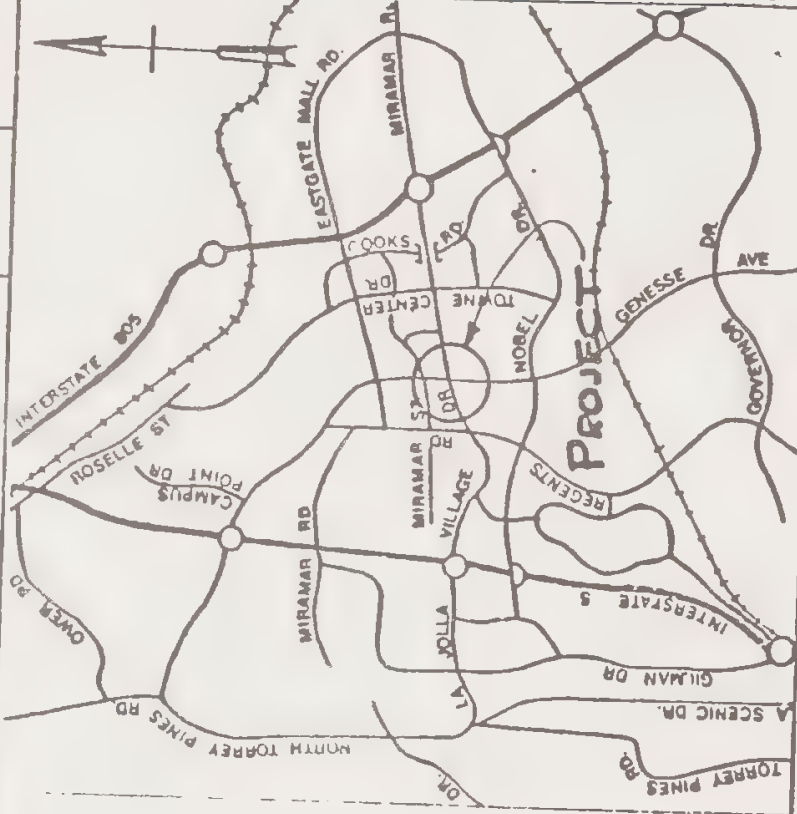 EASTGATE MALL RD.
MIRAMAR R
INTERSTATE 805
ROSELLE ST
COOKS
RD.
DR.
TOWNE CENTER DR.
CAMPUS POINT DR
NOBEL
DR.
PROJECT
GENESSE AVE
GOVERNOR DR.
ST
DR
RD
MIRAMAR
REGENTS
LA JOLLA VILLAGE
MIRAMAR RD
INTERSTATE 5
OWER RD
GILMAN DR
LA SCENIC DR.
NORTH TORREY PINES RD
DR.
TORREY PINES RD.